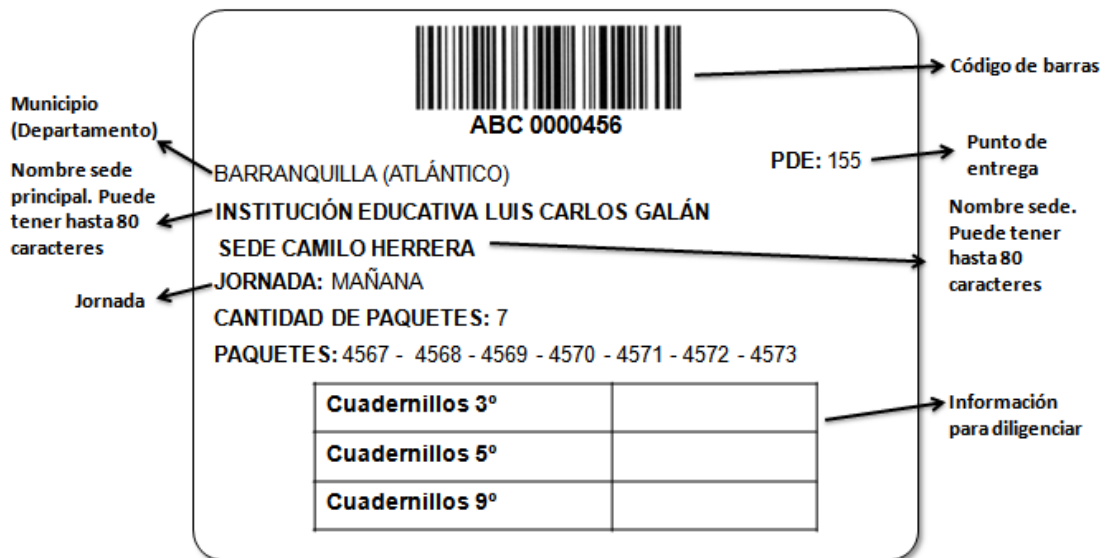 Código de barras
ABC 0000456
Municipio
(Departamento)
PDE: 155
Punto de
entrega
BARRANQUILLA (ATLÁNTICO)
Nombre sede
principal. Puede
tener hasta 80
caracteres
INSTITUCIÓN EDUCATIVA LUIS CARLOS GALÁN
Nombre sede.
Puede tener
hasta 80
caracteres
SEDE CAMILO HERRERA
Jornada
JORNADA: MAÑANA
CANTIDAD DE PAQUETES: 7
PAQUETES: 4567 - 4568 - 4569 - 4570 - 4571 - 4572 - 4573
Cuadernillos 3º
Cuadernillos 5º
Cuadernillos 9º
Información
para diligenciar